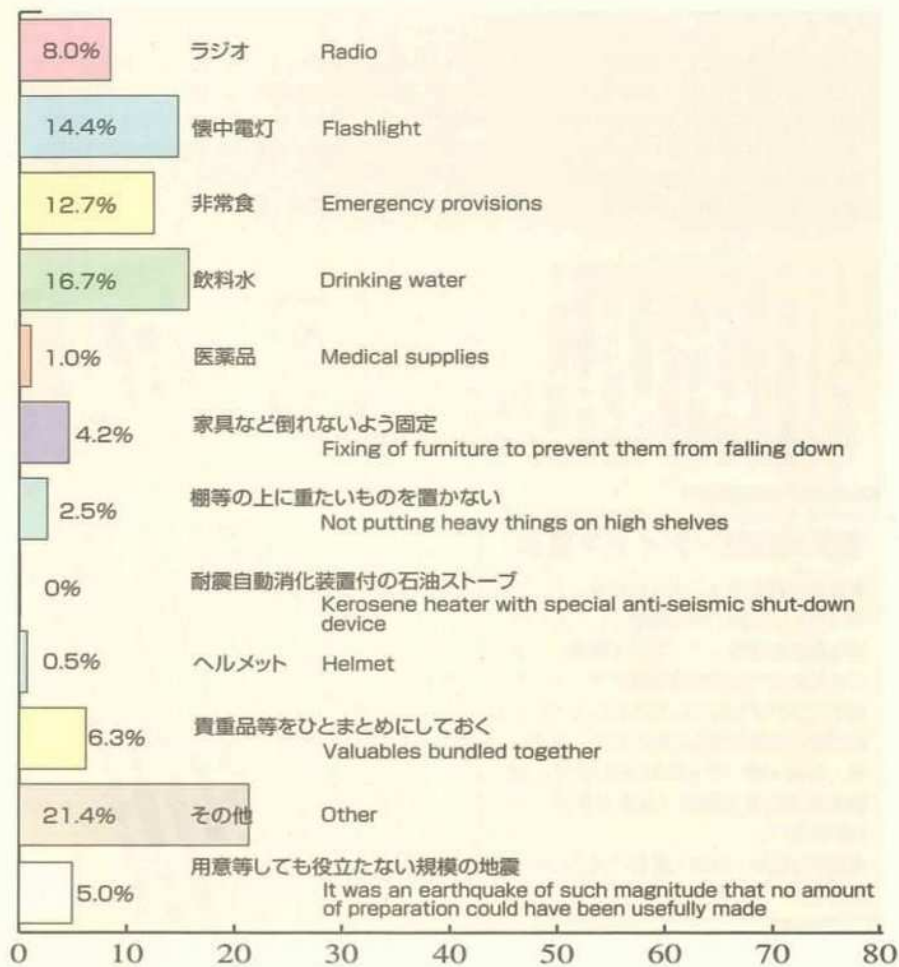 8.0% ラジオ Radio
14.4% 懐中電灯 Flashlight
12.7% 非常食 Emergency provisions
16.7% 飲料水 Drinking water
1.0% 医薬品 Medical supplies
4.2% 家具など倒れないよう固定
Fixing of furniture to prevent them from falling down
2.5% 棚等の上に重たいものを置かない
Not putting heavy things on high shelves
0% 耐震自動消化装置付の石油ストーブ
Kerosene heater with special anti-seismic shut-down
device
0.5% ヘルメット Helmet
6.3% 貴重品等をひとまとめにしておく
Valuables bundled together
21.4% その他 Other
5.0% 用意等しても役立たない規模の地震
It was an earthquake of such magnitude that no amount
of preparation could have been usefully made
0 10 20 30 40 50 60 70 80